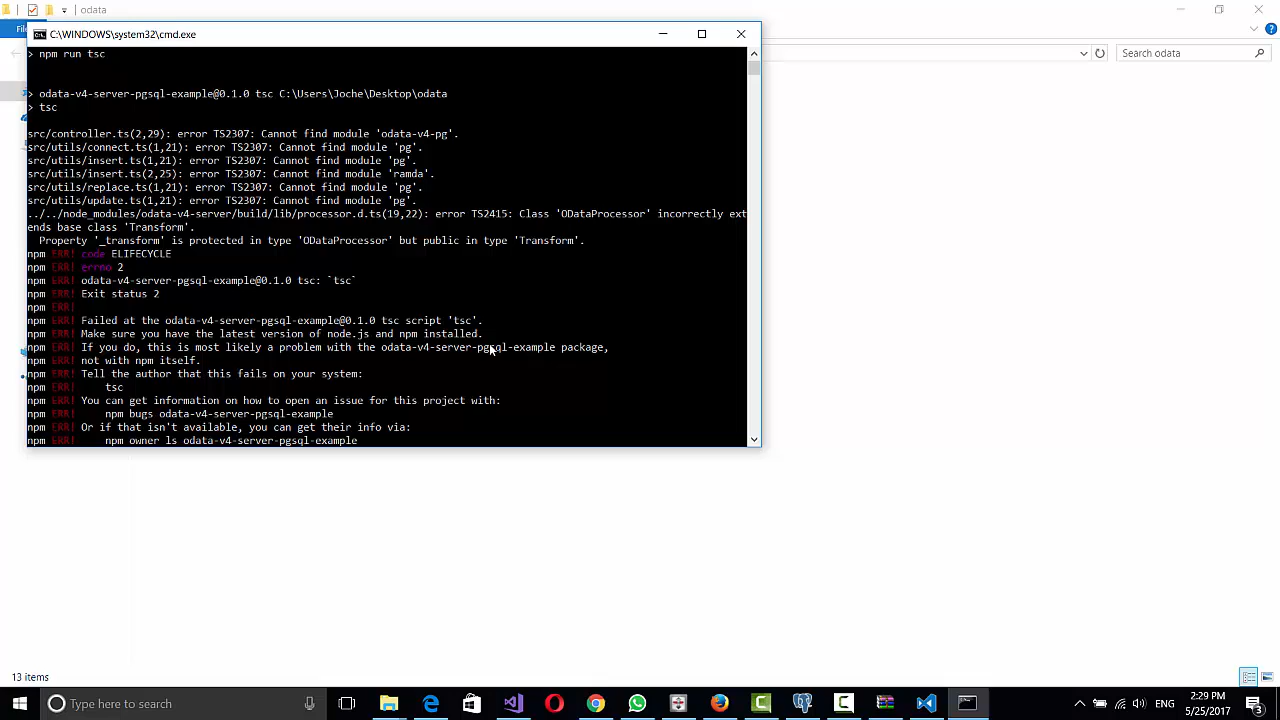 odata
File
C:\WINDOWS\system32\cmd.exe
Search odata
> npm run tsc
> odata-v4-server-pgsql-example@0.1.0 tsc C:\Users\Joche\Desktop\odata
> tsc
src/controller.ts(2,29): error TS2307: Cannot find module 'odata-v4-pg'.
src/utils/connect.ts(1,21): error TS2307: Cannot find module 'pg'.
src/utils/insert.ts(1,21): error TS2307: Cannot find module 'pg'.
src/utils/insert.ts(2,25): error TS2307: Cannot find module 'ramda'.
src/utils/replace.ts(1,21): error TS2307: Cannot find module 'pg'.
src/utils/update.ts(1,21): error TS2307: Cannot find module 'pg'.
../../node_modules/odata-v4-server/build/lib/processor.d.ts(19,22): error TS2415: Class 'ODataProcessor' incorrectly ext
ends base class 'Transform'.
Property '_transform' is protected in type 'ODataProcessor' but public in type 'Transform'.
npm ERR! code ELIFECYCLE
npm ERR! errno 2
npm ERR! odata-v4-server-pgsql-example@0.1.0 tsc: `tsc`
npm ERR! Exit status 2
npm ERR!
npm ERR! Failed at the odata-v4-server-pgsql-example@0.1.0 tsc script 'tsc'.
npm ERR! Make sure you have the latest version of node.js and npm installed.
npm ERR! If you do, this is most likely a problem with the odata-v4-server-pgsql-example package,
npm ERR! not with npm itself.
npm ERR! Tell the author that this fails on your system:
npm ERR! tsc
npm ERR! You can get information on how to open an issue for this project with:
npm ERR! npm bugs odata-v4-server-pgsql-example
npm ERR! Or if that isn't available, you can get their info via:
npm ERR! npm owner ls odata-v4-server-pgsql-example
13 items
Type here to search
ENG
2:29 PM
5/25/2017
3